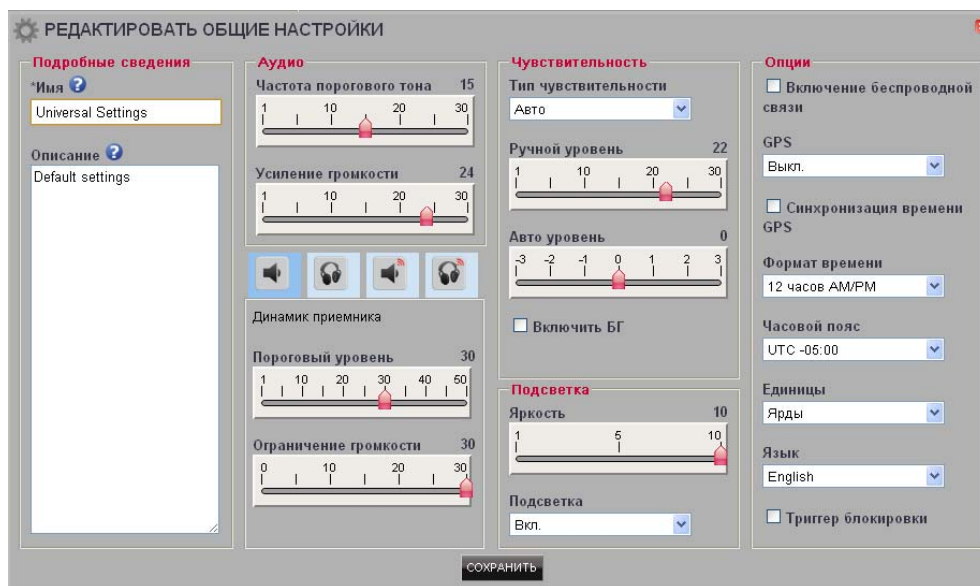 РЕДАКТИРОВАТЬ ОБЩИЕ НАСТРОЙКИ
Подробные сведения
*Имя ?
Universal Settings
Описание ?
Default settings
Аудио
Частота порогового тона 15
1 10 20 30
Усиление громкости 24
1 10 20 30
Динамик приемника
Пороговый уровень 30
1 10 20 30 40 50
Ограничение громкости 30
0 10 20 30
Чувствительность
Тип чувствительности
Авто
Ручной уровень 22
1 10 20 30
Авто уровень 0
-3 -2 -1 0 1 2 3
Включить БГ
Подсветка
Яркость 10
1 5 10
Подсветка
Вкл.
Опции
Включение беспроводной
связи
GPS
Выкл.
Синхронизация времени
GPS
Формат времени
12 часов AM/PM
Часовой пояс
UTC -05:00
Единицы
Ярды
Язык
English
Триггер блокировки
СОХРАНИТЬ